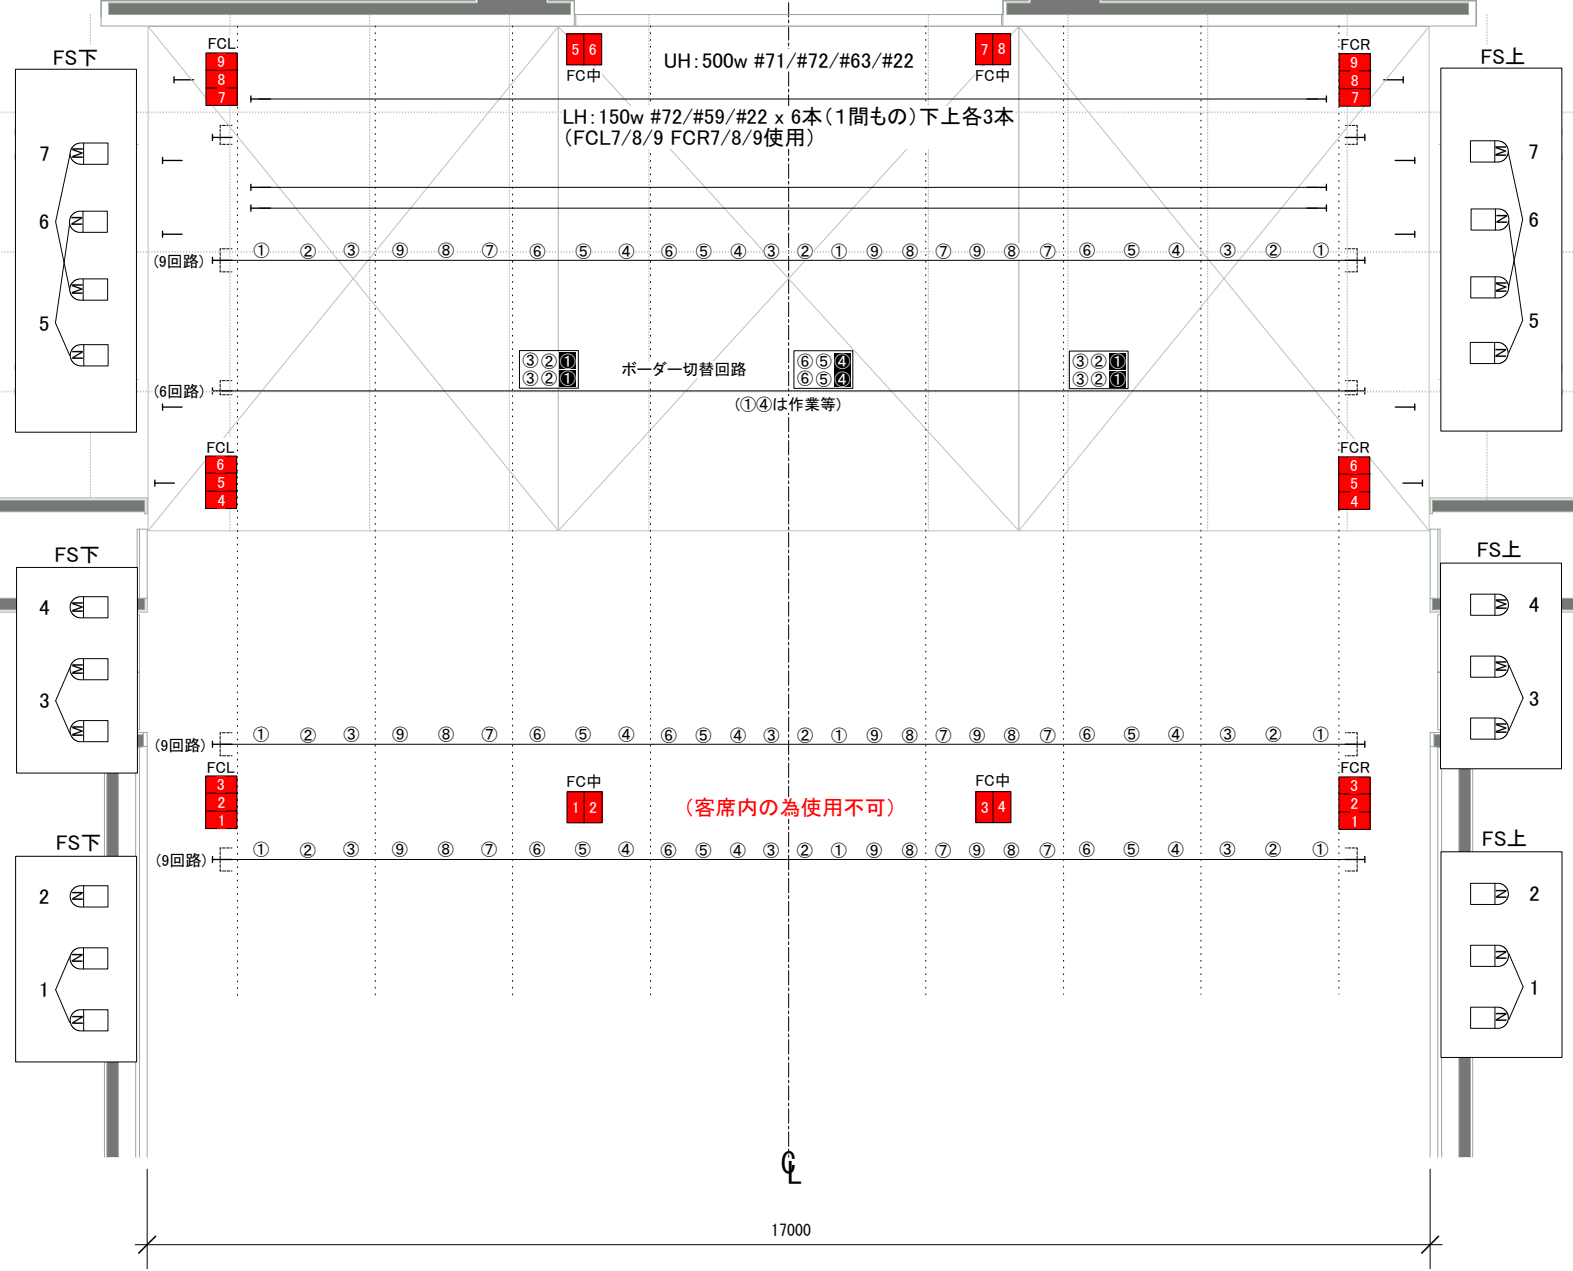 FS下
7
6
5
FCL
9
8
7
5 6
FC中
UH:500w #71/#72/#63/#22
7 8
FC中
FCR
9
8
7
FS上
7
6
5
LH:150w #72/#59/#22 x 6本(1間もの)下上各3本
(FCL7/8/9 FCR7/8/9使用)
M
N
M
N
M
N
M
N
(9回路) ① ② ③ ⑨ ⑧ ⑦ ⑥ ⑤ ④ ⑥ ⑤ ④ ③ ② ① ⑨ ⑧ ⑦ ⑨ ⑧ ⑦ ⑥ ⑤ ④ ③ ② ①
③②❶
③②❶
ボーダー切替回路
⑥⑤❹
⑥⑤❹
③②❶
③②❶
(6回路)
(①④は作業等)
FCL
6
5
4
FCR
6
5
4
FS下
4
3
M
M
M
FS上
4
3
M
M
M
(9回路) ① ② ③ ⑨ ⑧ ⑦ ⑥ ⑤ ④ ⑥ ⑤ ④ ③ ② ① ⑨ ⑧ ⑦ ⑨ ⑧ ⑦ ⑥ ⑤ ④ ③ ② ①
FCL
3
2
1
FC中
1 2
(客席内の為使用不可)
FC中
3 4
FCR
3
2
1
(9回路) ① ② ③ ⑨ ⑧ ⑦ ⑥ ⑤ ④ ⑥ ⑤ ④ ③ ② ① ⑨ ⑧ ⑦ ⑨ ⑧ ⑦ ⑥ ⑤ ④ ③ ② ①
FS下
2
1
N
N
N
FS上
2
1
N
N
N
CL
17000